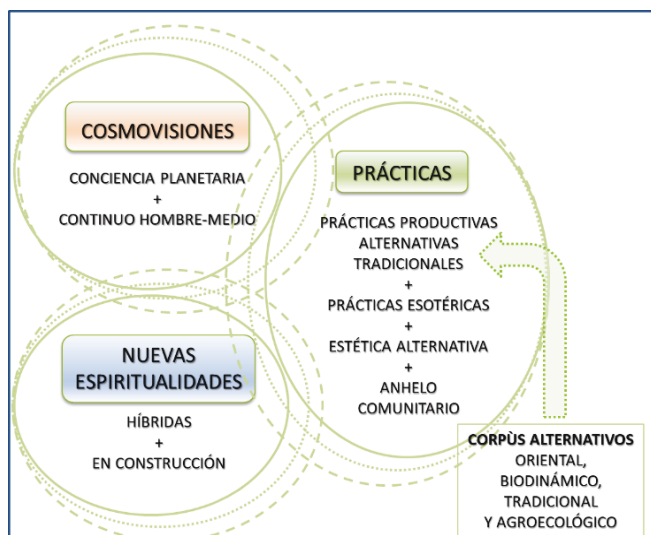 COSMOVISIONES
CONCIENCIA PLANETARIA
+
CONTINUO HOMBRE-MEDIO
NUEVAS
ESPIRITUALIDADES
HÍBRIDAS
+
EN CONSTRUCCIÓN
PRÁCTICAS
PRÁCTICAS PRODUCTIVAS
ALTERNATIVAS
TRADICIONALES
+
PRÁCTICAS ESOTÉRICAS
+
ESTÉTICA ALTERNATIVA
+
ANHELO
COMUNITARIO
CORPÙS ALTERNATIVOS
ORIENTAL,
BIODINÁMICO,
TRADICIONAL
Y AGROECOLÓGICO